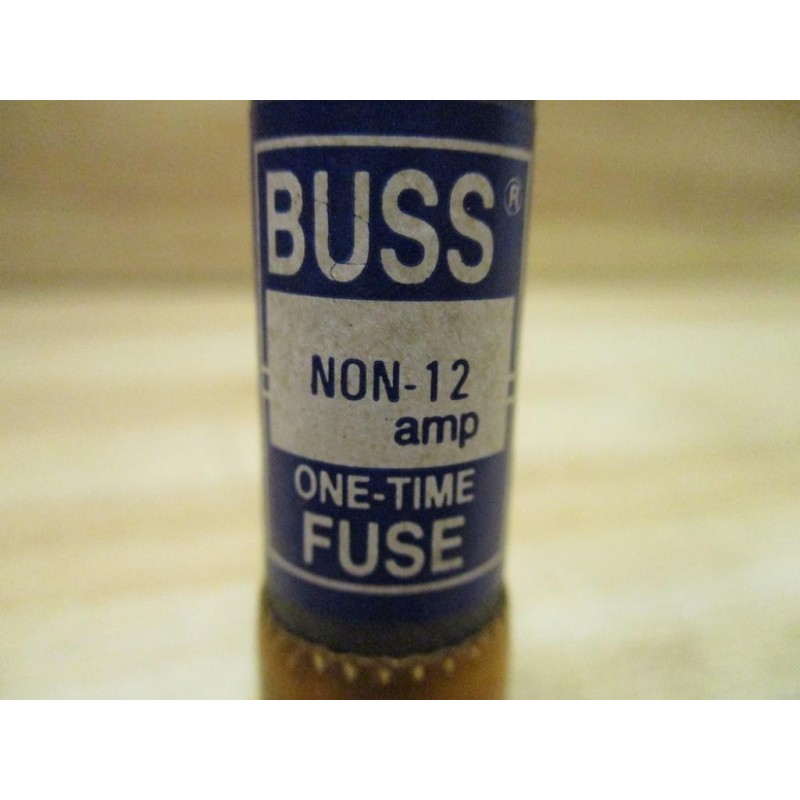 BUSS®
NON-12
amp
ONE-TIME
FUSE